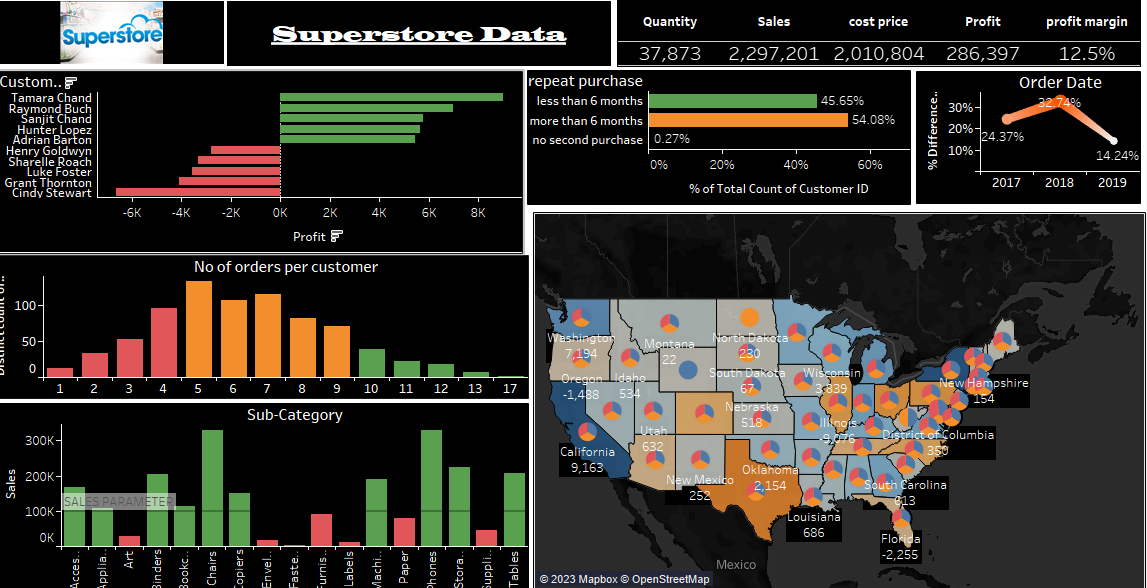 Superstore
Superstore Data
Quantity Sales cost price Profit profit margin
37,873 2,297,201 2,010,804 286,397 12.5%
Custom..
Tamara Chand
Raymond Buch
Sanjit Chand
Hunter Lopez
Adrian Barton
Henry Goldwyn
Sharelle Roach
Luke Foster
Grant Thornton
Cindy Stewart
-6K -4K -2K 0K 2K 4K 6K 8K
Profit
repeat purchase
less than 6 months 45.65%
more than 6 months 54.08%
no second purchase 0.27%
0% 20% 40% 60%
% of Total Count of Customer ID
Order Date
% Difference..
30%
20%
10%
24.37%
32.74%
14.24%
2017 2018 2019
No of orders per customer
Distinct count of..
100
50
0
1 2 3 4 5 6 7 8 9 10 11 12 13 17
Sub-Category
Sales
300K
200K
100K
0K
SALES PARAMETER
Acces..
Applia..
Art
Binders
Bookc..
Chairs
Copiers
Envel..
Faste..
Furnis..
Labels
Machi..
Paper
Phones
Stora..
Suppli..
Tables
Washington
7,194
Montana
22
North Dakota
230
Oregon
-1,488
Idaho
534
South Dakota
67
Wisconsin
3,839
New Hampshire
154
Nebraska
518
Utah
632
Illinois
-9,076
District of Columbia
350
California
9,163
New Mexico
252
Oklahoma
2,154
South Carolina
613
Louisiana
686
Florida
-2,255
Mexico
© 2023 Mapbox © OpenStreetMap